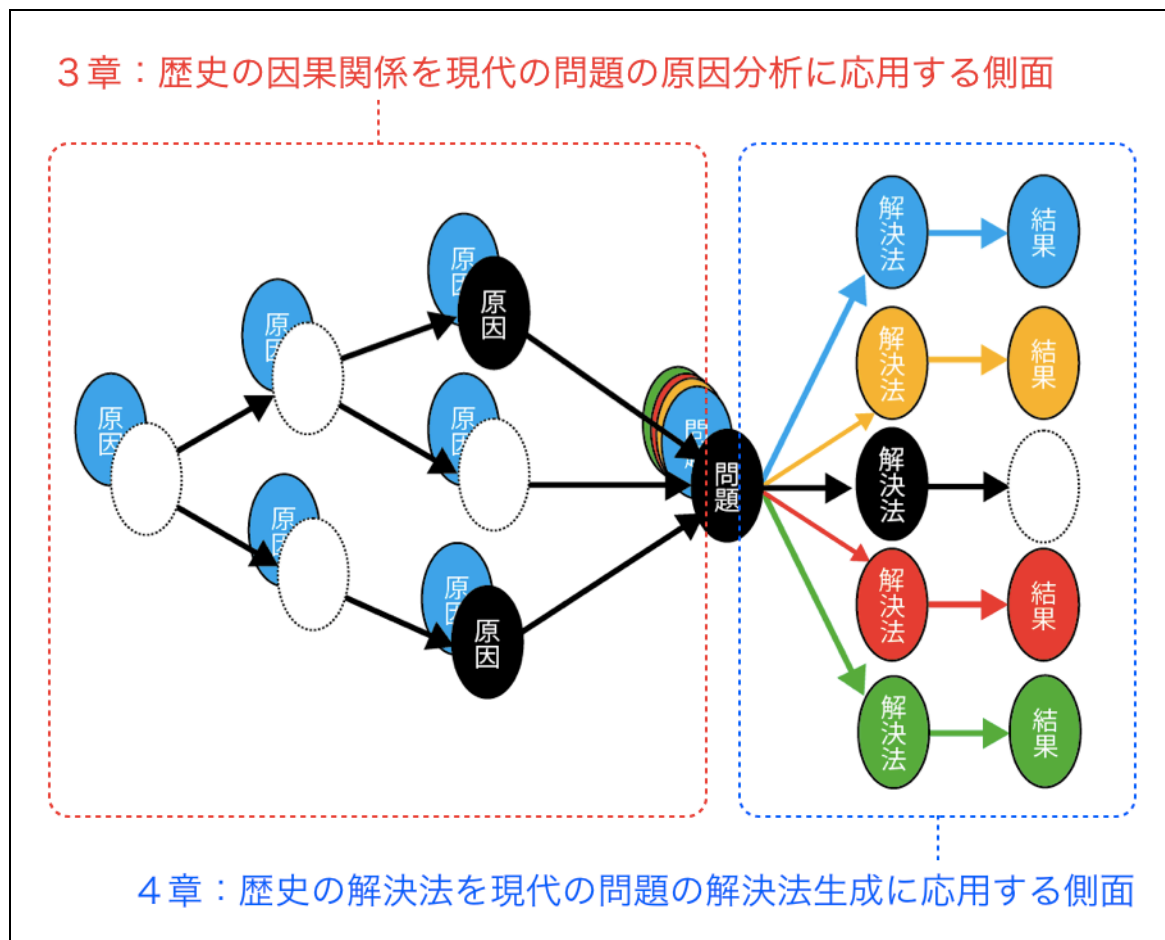 ３章：歴史の因果関係を現代の問題の原因分析に応用する側面
原因
原因
原因
原因
原因
原因
原因
原因
問題
問題
解決法
結果
解決法
結果
解決法
解決法
結果
解決法
結果
４章：歴史の解決法を現代の問題の解決法生成に応用する側面